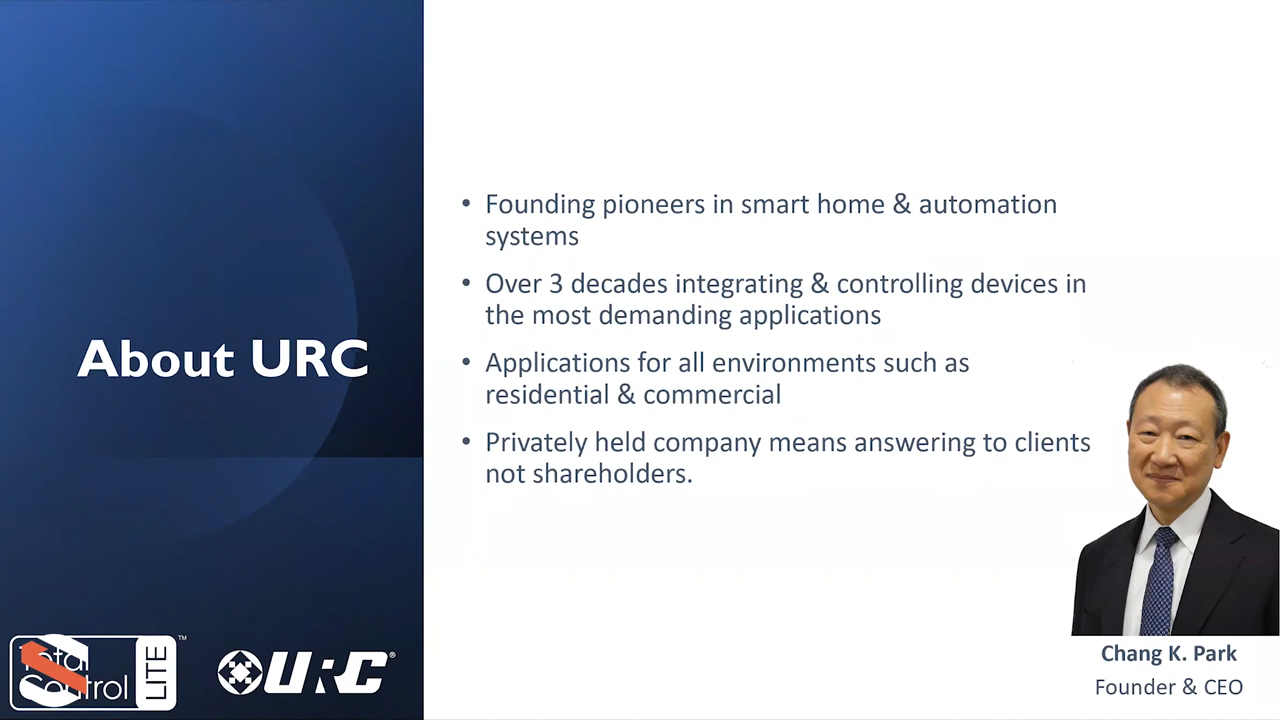 About URC
• Founding pioneers in smart home & automation
systems
• Over 3 decades integrating & controlling devices in
the most demanding applications
• Applications for all environments such as
residential & commercial
• Privately held company means answering to clients
not shareholders.
Chang K. Park
Founder & CEO
Total
Control
LITE
™
URC®